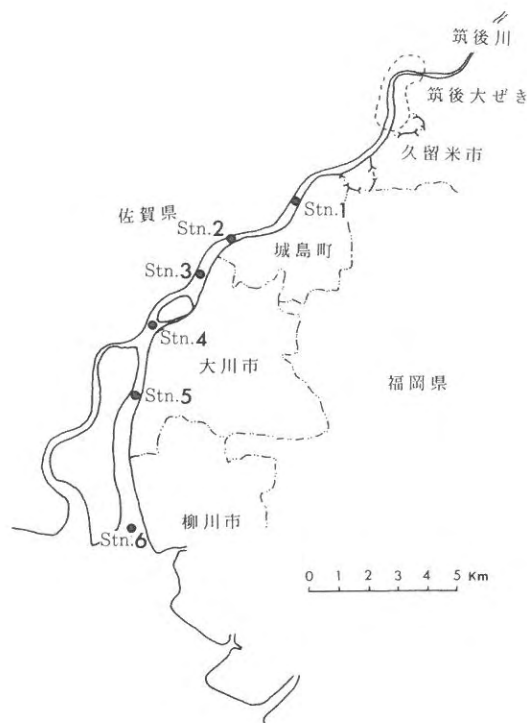 筑後川
筑後大ぜき
久留米市
佐賀県
Stn.1
Stn.2
城島町
Stn.3
Stn.4
大川市
福岡県
Stn.5
柳川市
Stn.6
0 1 2 3 4 5 Km